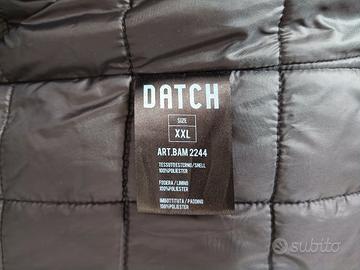 DATCH
SIZE
XXL
ART.BAM 2244
TESSUTO ESTERNO / SHELL
100% POLIESTER
FODERA / LINING
100% POLIESTER
IMBOTTITURA / PADDING
100% POLIESTER
subito